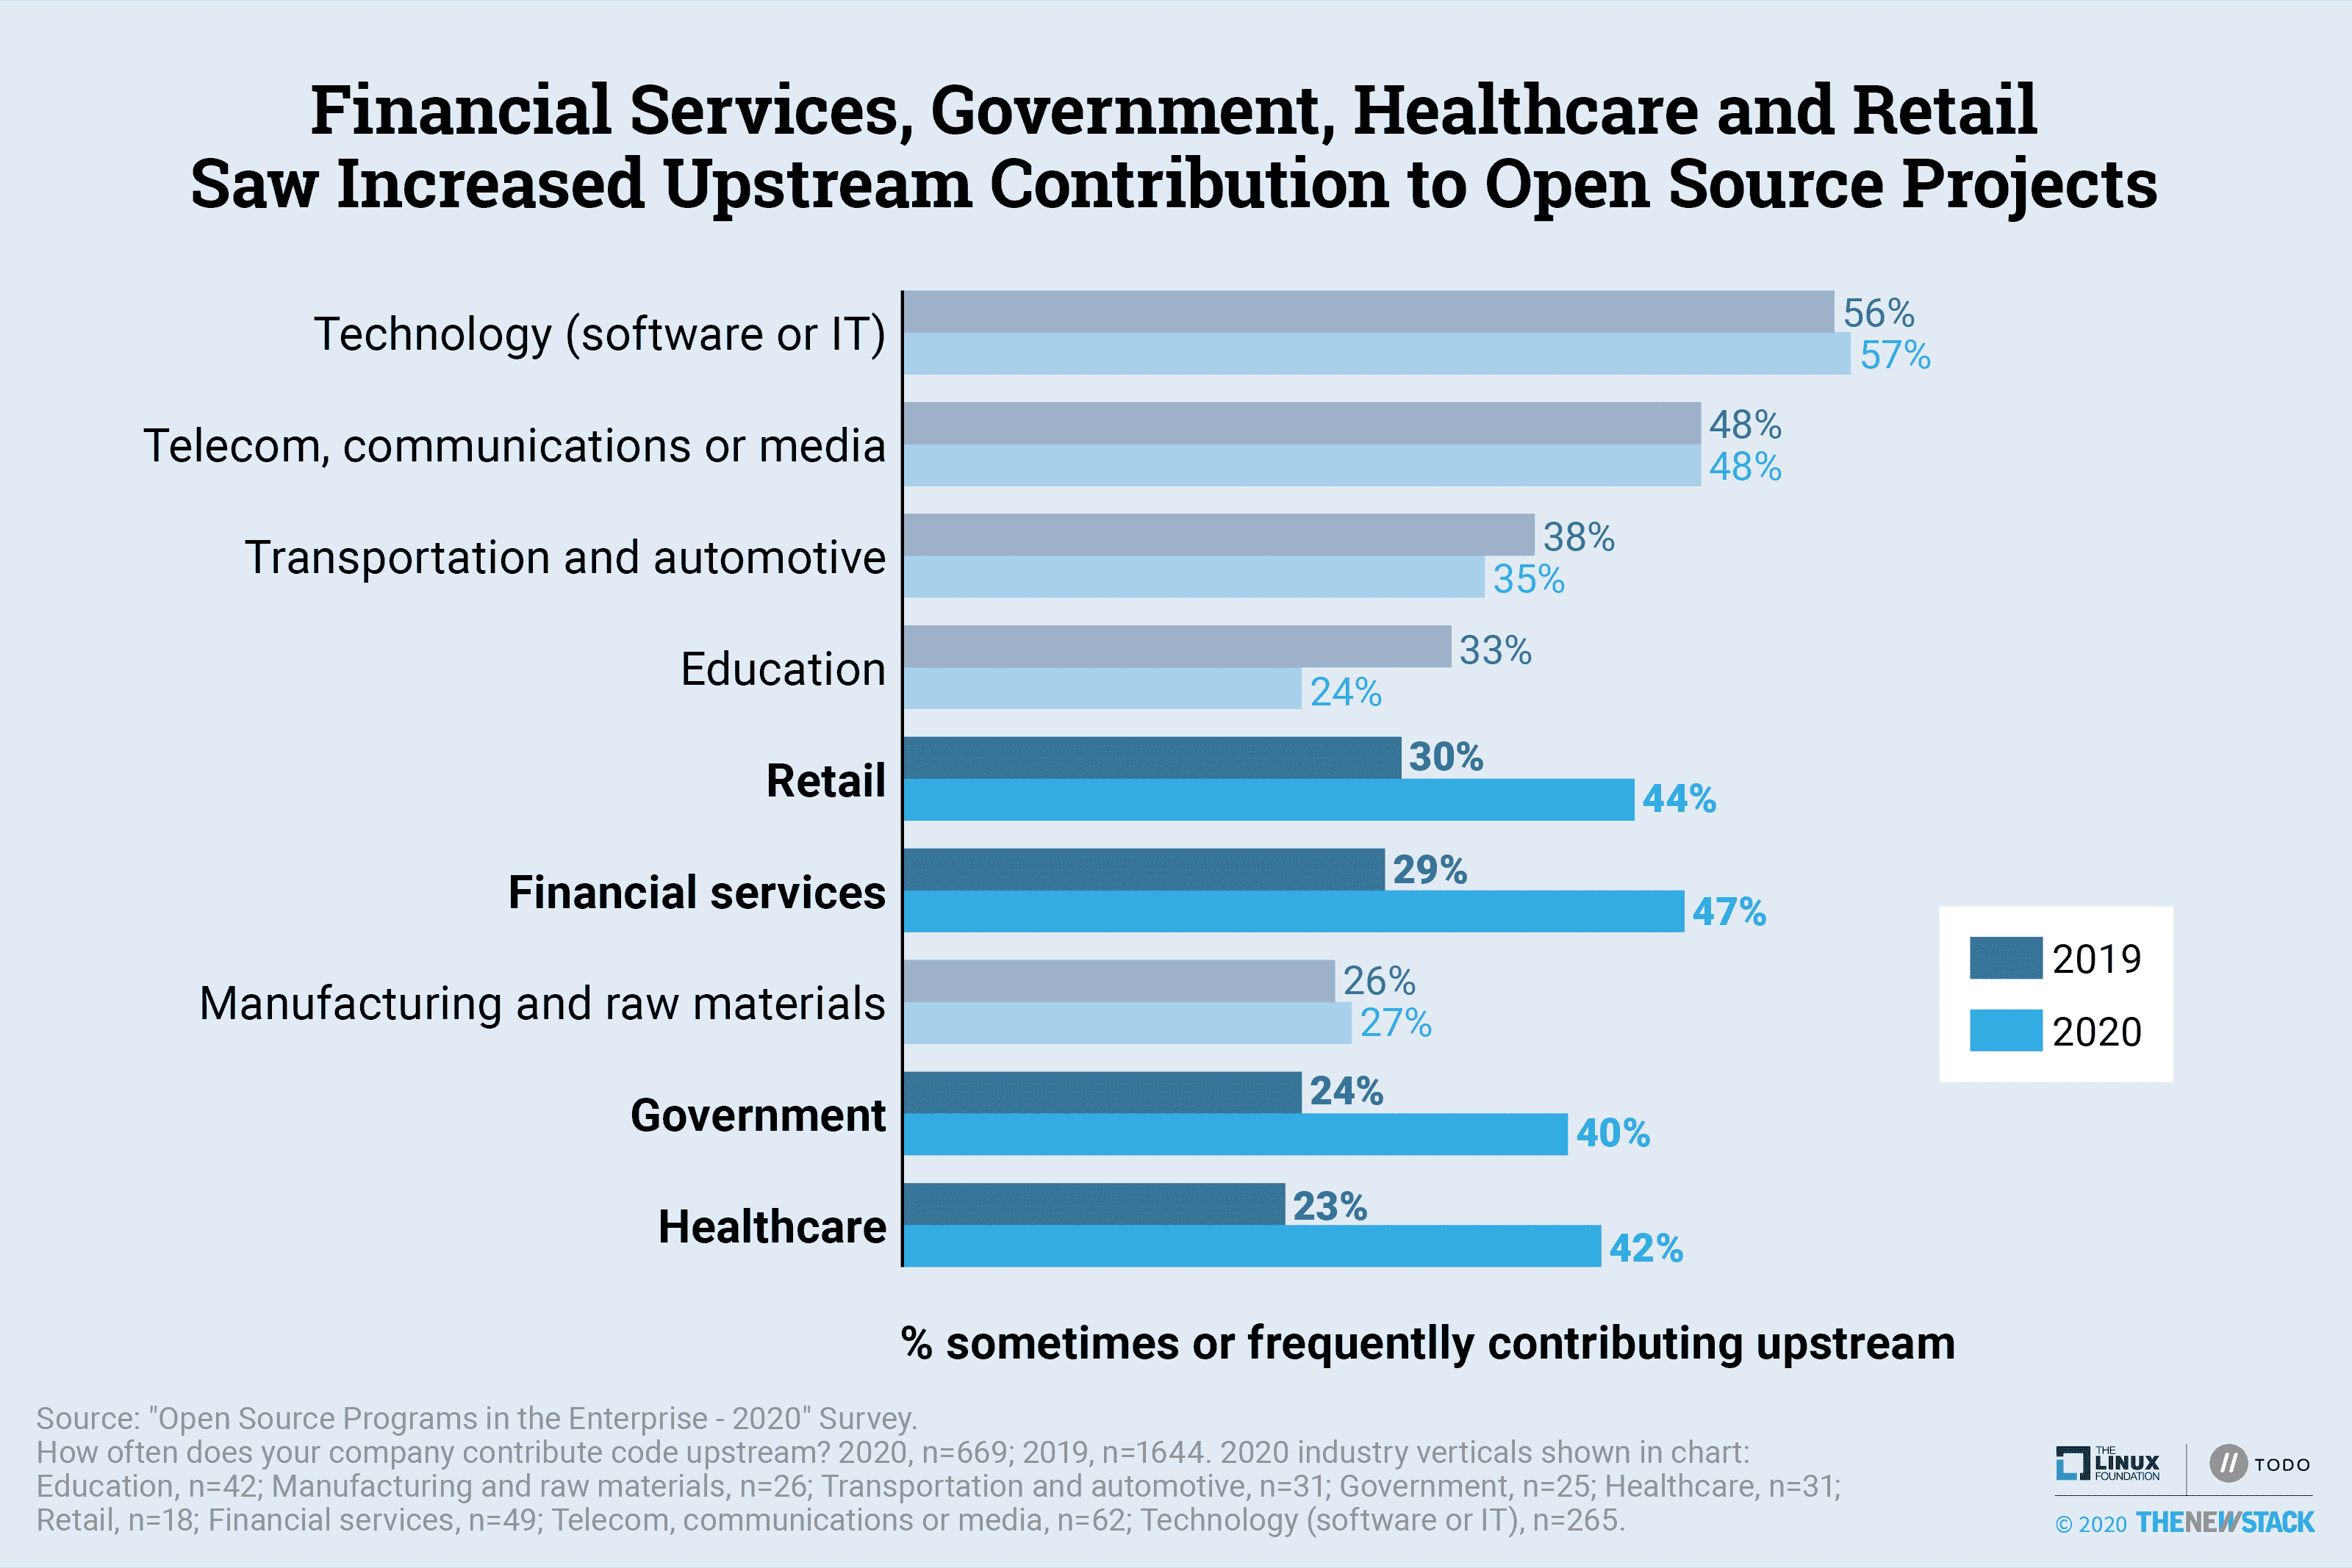 Financial Services, Government, Healthcare and Retail
Saw Increased Upstream Contribution to Open Source Projects
Technology (software or IT)
56%
57%
Telecom, communications or media
48%
48%
Transportation and automotive
38%
35%
Education
33%
24%
Retail
30%
44%
Financial services
29%
47%
Manufacturing and raw materials
26%
27%
Government
24%
40%
Healthcare
23%
42%
2019
2020
% sometimes or frequentlly contributing upstream
Source: "Open Source Programs in the Enterprise - 2020" Survey.
How often does your company contribute code upstream? 2020, n=669; 2019, n=1644. 2020 industry verticals shown in chart:
Education, n=42; Manufacturing and raw materials, n=26; Transportation and automotive, n=31; Government, n=25; Healthcare, n=31;
Retail, n=18; Financial services, n=49; Telecom, communications or media, n=62; Technology (software or IT), n=265.
THE
LINUX
FOUNDATION
TODO
© 2020 THENEWSTACK